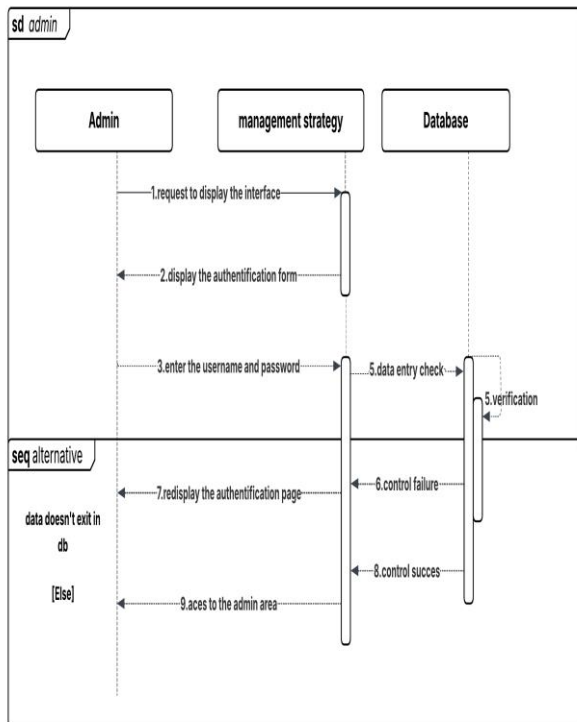 sd admin
Admin
management strategy
Database
1.request to display the interface
2.display the authentification form
3.enter the username and password
5.data entry check
5.verification
seq alternative
6.control failure
7.redisplay the authentification page
data doesn't exit in
db
8.control succes
[Else]
9.aces to the admin area